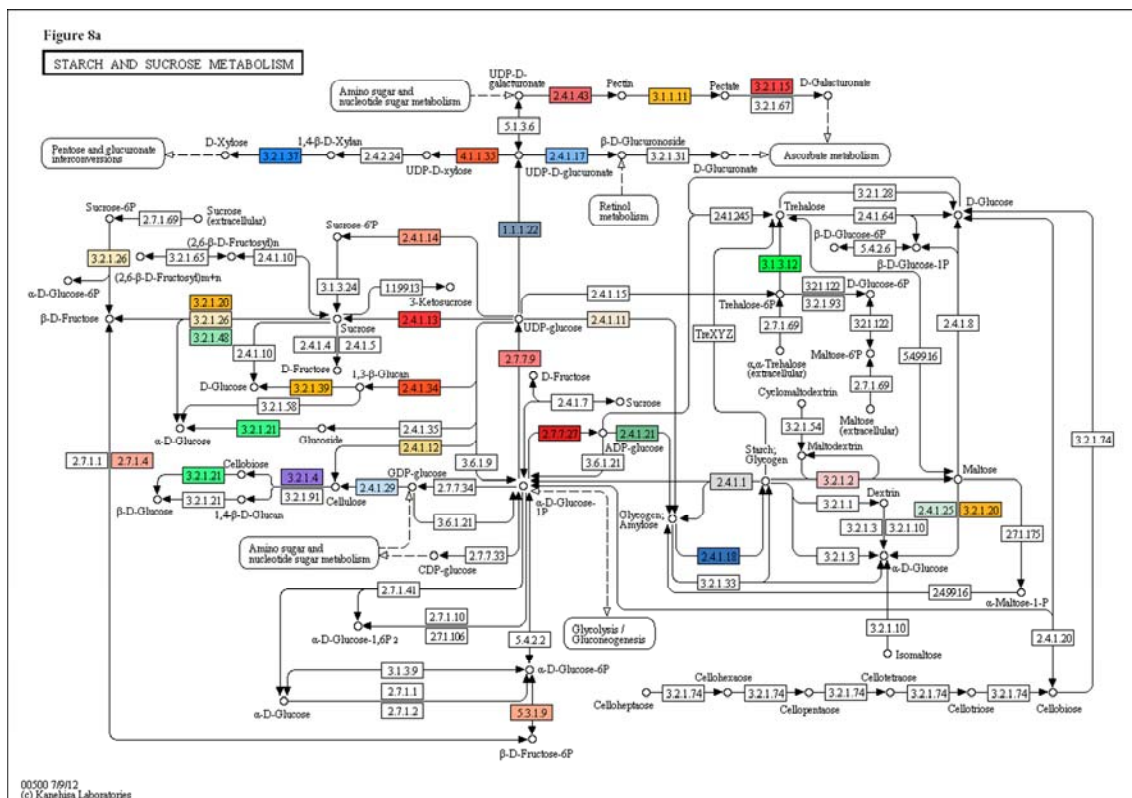 Figure 8a
STARCH AND SUCROSE METABOLISM
Amino sugar and
nucleotide sugar metabolism
UDP-D-
galacturonate
2.4.1.43
Pectin
3.1.1.11
Pectate
3.2.1.15
3.2.1.67
D-Galacturonate
5.1.3.6
Pentose and glucuronate
interconversions
D-Xylose
3.2.1.37
1,4-β-D-Xylan
2.4.2.24
UDP-D-xylose
4.1.1.35
2.4.1.17
UDP-D-glucuronate
β-D-Glucuronoside
3.2.1.31
D-Glucuronate
Ascorbate metabolism
Retinol
metabolism
Sucrose-6P
2.7.1.69
Sucrose
(extracellular)
3.2.1.26
(2,6-β-D-Fructosyl)n
3.2.1.65
2.4.1.10
(2,6-β-D-Fructosyl)m+n
α-D-Glucose-6P
Sucrose-6'P
2.4.1.14
1.1.1.22
3.1.3.24
1.1.99.13
3-Ketosucrose
β-D-Fructose
3.2.1.20
3.2.1.26
3.2.1.48
Sucrose
2.4.1.13
UDP-glucose
2.4.1.11
2.4.1.15
2.4.1.10
2.4.1.4
2.4.1.5
D-Fructose
2.7.7.9
D-Glucose
3.2.1.39
1,3-β-Glucan
2.4.1.34
3.2.1.58
D-Fructose
2.4.1.7
Sucrose
α-D-Glucose
3.2.1.21
Glucoside
2.4.1.35
2.4.1.12
2.7.7.27
ADP-glucose
2.4.1.21
3.6.1.9
3.6.1.21
2.7.1.1
2.7.1.4
3.2.1.21
Cellobiose
3.2.1.4
Cellulose
2.4.1.29
GDP-glucose
2.7.7.34
α-D-Glucose-
1P
3.2.1.21
3.2.1.91
β-D-Glucose
1,4-β-D-Glucan
3.6.1.21
Amino sugar and
nucleotide sugar metabolism
2.7.7.33
CDP-glucose
2.7.1.41
2.7.1.10
2.7.1.106
α-D-Glucose-1,6P2
Glycolysis /
Gluconeogenesis
5.4.2.2
3.1.3.9
α-D-Glucose-6P
2.7.1.1
2.7.1.2
α-D-Glucose
5.3.1.9
β-D-Fructose-6P
2.4.1.245
Trehalose
3.2.1.28
D-Glucose
2.4.1.64
β-D-Glucose-6P
5.4.2.6
β-D-Glucose-1P
3.1.3.12
Trehalose-6P
3.2.1.122
3.2.1.93
D-Glucose-6P
2.7.1.69
α,α-Trehalose
(extracellular)
3.2.1.122
Maltose-6'P
2.7.1.69
Maltose
(extracellular)
2.4.1.8
5.4.99.16
TreXYZ
Cyclomaltodextrin
3.2.1.54
Maltodextrin
Starch;
Glycogen
2.4.1.1
3.2.1.2
Maltose
3.2.1.1
Dextrin
3.2.1.3
3.2.1.10
2.4.1.25
3.2.1.20
2.7.1.175
Glycogen;
Amylose
2.4.1.18
3.2.1.3
α-D-Glucose
3.2.1.33
2.4.99.16
α-Maltose-1-P
3.2.1.10
Isomaltose
2.4.1.20
3.2.1.74
Cellohexaose
Cellotetraose
3.2.1.74
3.2.1.74
3.2.1.74
3.2.1.74
3.2.1.74
Celloheptaose
Cellopentaose
Cellotriose
Cellobiose
00500 7/9/12
(c) Kanehisa Laboratories